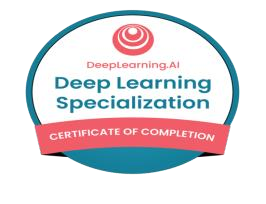 DeepLearning.AI
Deep Learning
Specialization
CERTIFICATE OF COMPLETION